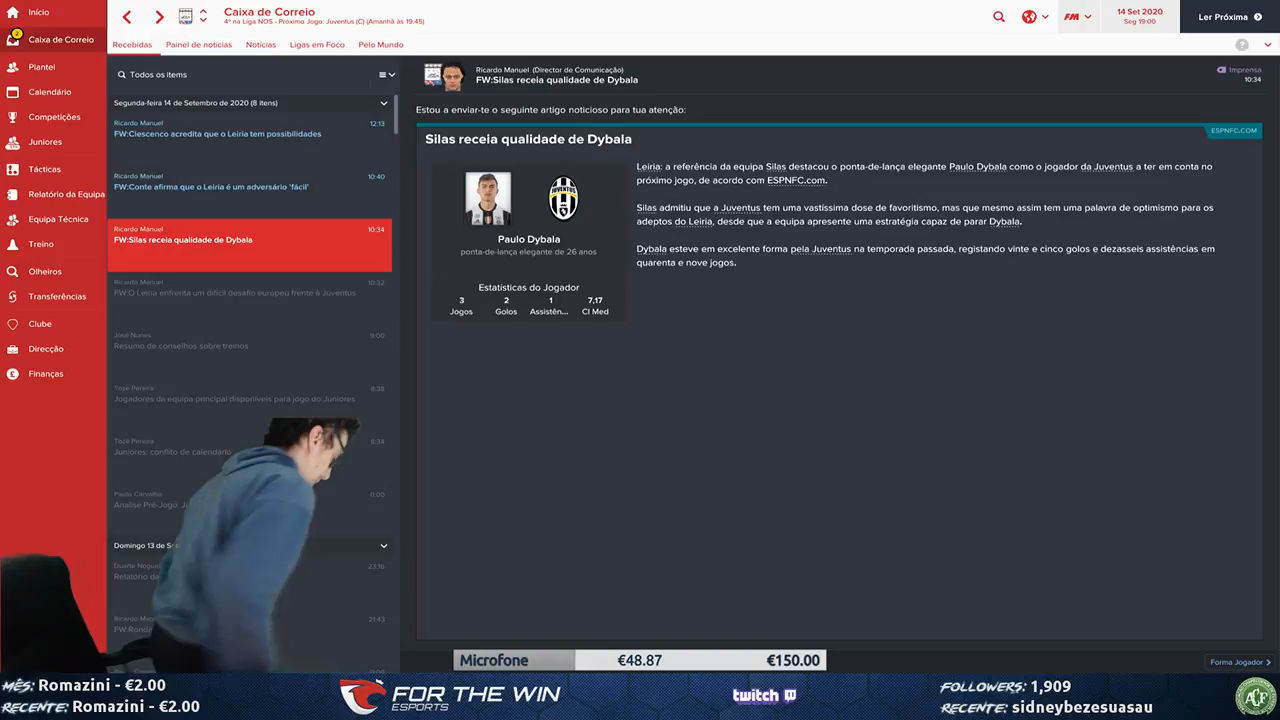 Início
Caixa de Correio
4º na Liga NOS - Próximo Jogo: Juventus (C) (Amanhã às 19:45)
FM
14 Set 2020
Seg 19:00
Ler Próxima
2
Caixa de Correio
Recebidas
Painel de notícias
Notícias
Ligas em Foco
Pelo Mundo
Plantel
Calendário
Competições
Juniores
Tácticas
Relatório da Equipa
Equipa Técnica
Treino
Olheiros
Transferências
Clube
Direcção
Finanças
Todos os items
Segunda-feira 14 de Setembro de 2020 (8 itens)
Ricardo Manuel 12:13
FW:Clescenco acredita que o Leiria tem possibilidades
Ricardo Manuel 10:40
FW:Conte afirma que o Leiria é um adversário 'fácil'
Ricardo Manuel 10:34
FW:Silas receia qualidade de Dybala
Ricardo Manuel 10:32
FW:O Leiria enfrenta um difícil desafio europeu frente à Juventus
José Nunes 9:00
Resumo de conselhos sobre treinos
Toze Pereira 8:38
Jogadores da equipa principal disponíveis para jogo do Juniores
Tozé Pereira 8:34
Juniores: conflito de calendário
Paulo Carvalho 0:00
Analise Pré-Jogo:
Domingo 13 de
Duarte 23:16
Relatório da
Ricardo 21:43
Ricardo Manuel (Director de Comunicação)
FW:Silas receia qualidade de Dybala
Imprensa
10:34
Estou a enviar-te o seguinte artigo noticioso para tua atenção:
ESPNFC.COM
Silas receia qualidade de Dybala
JUVENTUS
Paulo Dybala
ponta-de-lança elegante de 26 anos
Estatísticas do Jogador
3 2 1 7,17
Jogos Golos Assistên... Cl Med
Leiria: a referência da equipa Silas destacou o ponta-de-lança elegante Paulo Dybala como o jogador da Juventus a ter em conta no
próximo jogo, de acordo com ESPNFC.com.
Silas admitiu que a Juventus tem uma vastíssima dose de favoritismo, mas que mesmo assim tem uma palavra de optimismo para os
adeptos do Leiria, desde que a equipa apresente uma estratégia capaz de parar Dybala.
Dybala esteve em excelente forma pela Juventus na temporada passada, registando vinte e cinco golos e dezasseis assistências em
quarenta e nove jogos.
Forma Jogador
Microfone €48.87 €150.00
MÊS: Romazini - €2.00
RECENTE: Romazini - €2.00
FOR THE WIN
ESPORTS
twitch
FOLLOWERS: 1,909
RECENTE: sidneybezesuasau
ACF